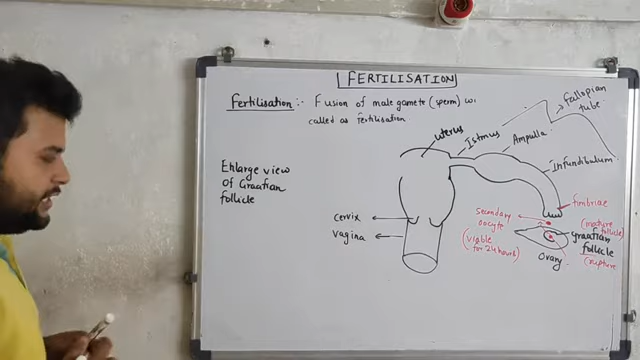 FERTILISATION
Fertilisation :- Fusion of male gamete (sperm) wi
called as fertilisation.
Enlarge view
of Graafian
follicle
uterus
Istmus
Ampulla
fallopian
tube
Infundibulum
fimbriae
cervix
vagina
secondary
oocyte
(viable
for 24 hours)
(mature
follicle)
graafian
follicle
(rupture
Ovary